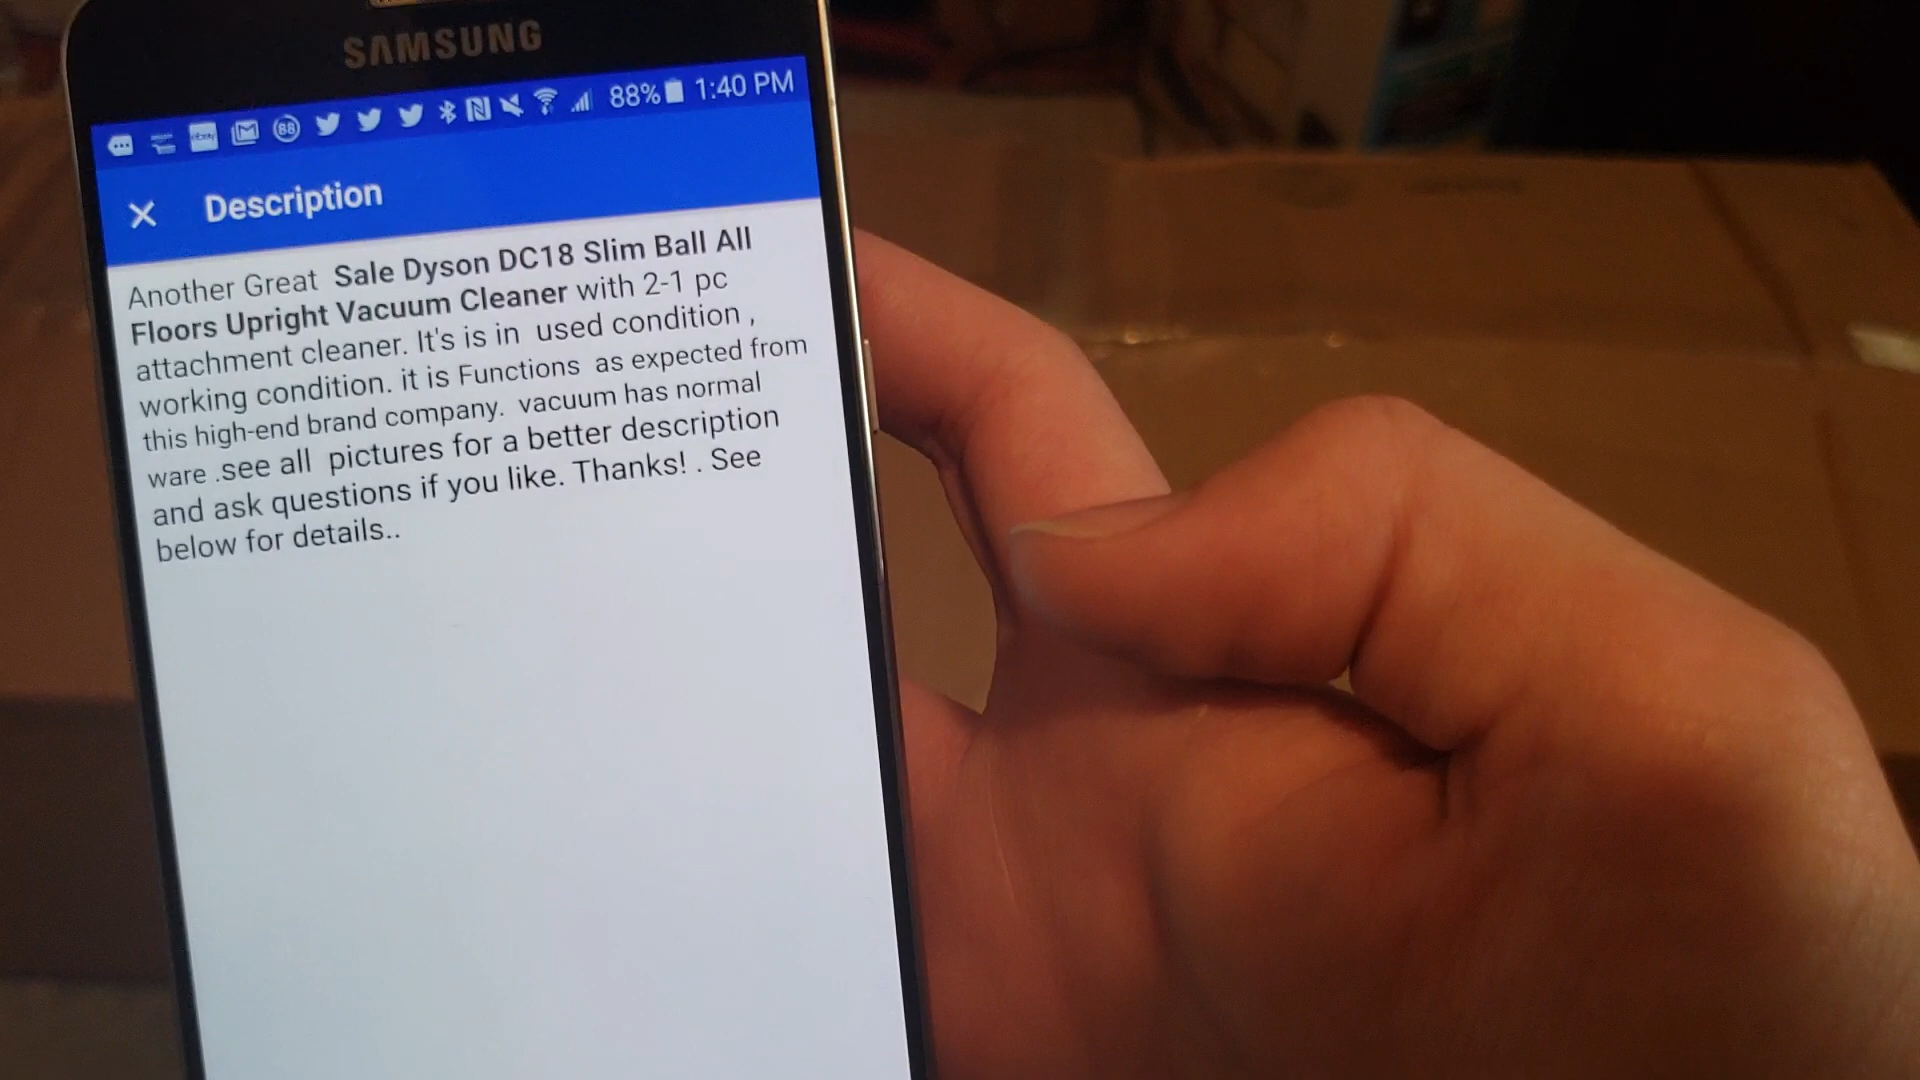 SAMSUNG
88% 1:40 PM
Description
Another Great Sale Dyson DC18 Slim Ball All
Floors Upright Vacuum Cleaner with 2-1 pc
attachment cleaner. It's is in used condition ,
working condition. it is Functions as expected from
this high-end brand company. vacuum has normal
ware .see all pictures for a better description
and ask questions if you like. Thanks! . See
below for details..